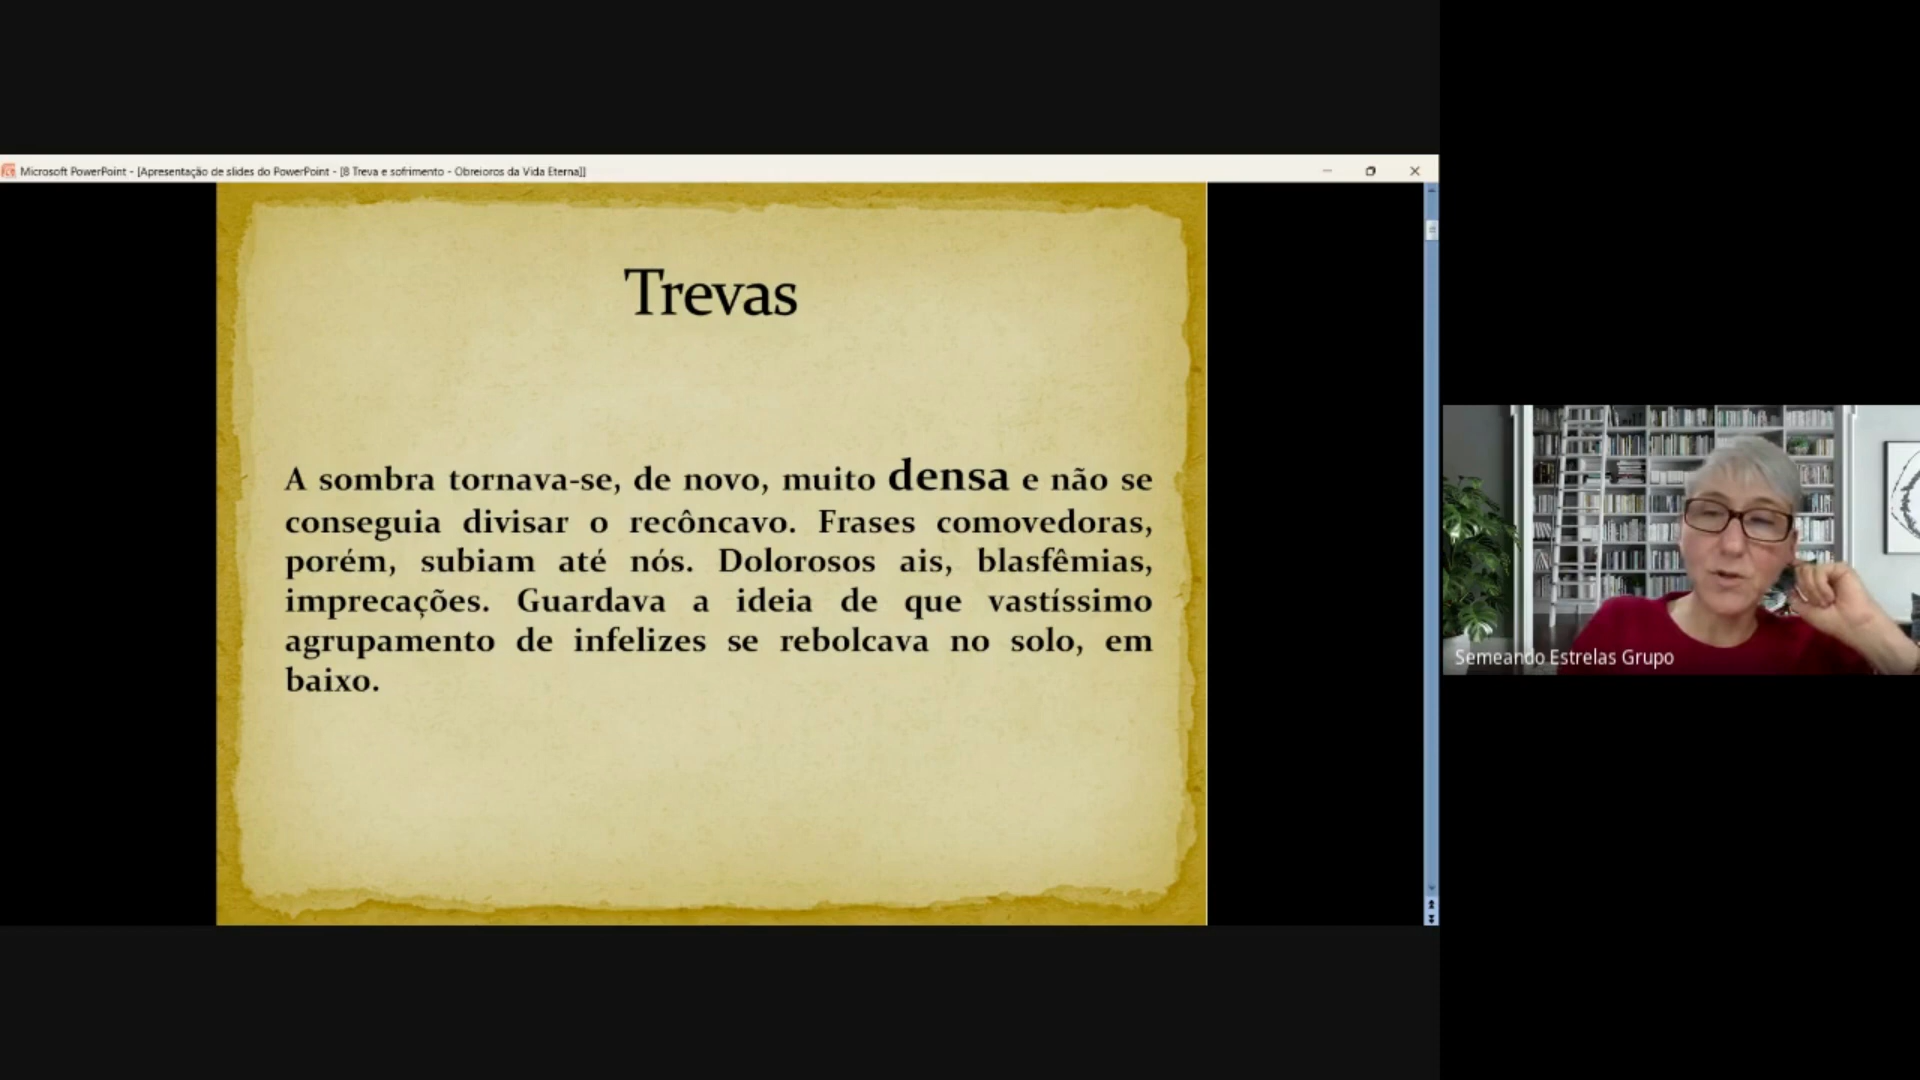 Microsoft PowerPoint - [Apresentação de slides do PowerPoint - [8 Treva e sofrimento - Obreioros da Vida Eterna]]
Trevas
A sombra tornava-se, de novo, muito densa e não se
conseguia divisar o recôncavo. Frases comovedoras,
porém, subiam até nós. Dolorosos ais, blasfêmias,
imprecações. Guardava a ideia de que vastíssimo
agrupamento de infelizes se rebolcava no solo, em
baixo.
Semeando Estrelas Grupo